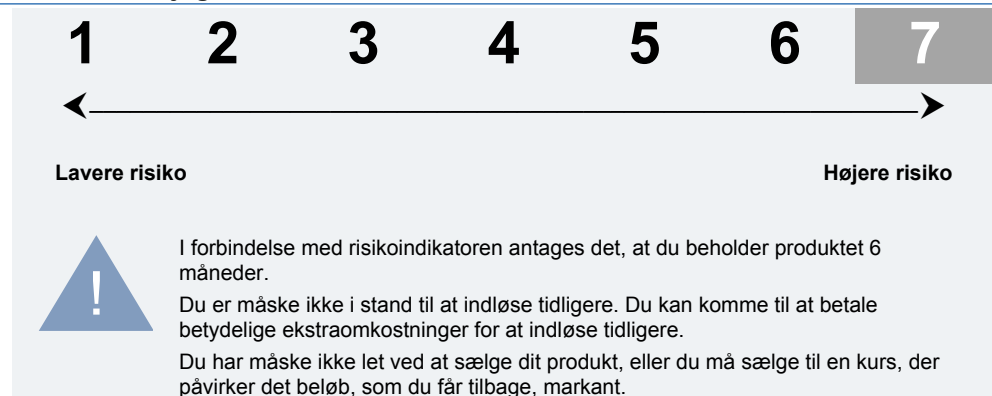 1 2 3 4 5 6 7
Lavere risiko Højere risiko
!
I forbindelse med risikoindikatoren antages det, at du beholder produktet 6
måneder.
Du er måske ikke i stand til at indløse tidligere. Du kan komme til at betale
betydelige ekstraomkostninger for at indløse tidligere.
Du har måske ikke let ved at sælge dit produkt, eller du må sælge til en kurs, der
påvirker det beløb, som du får tilbage, markant.